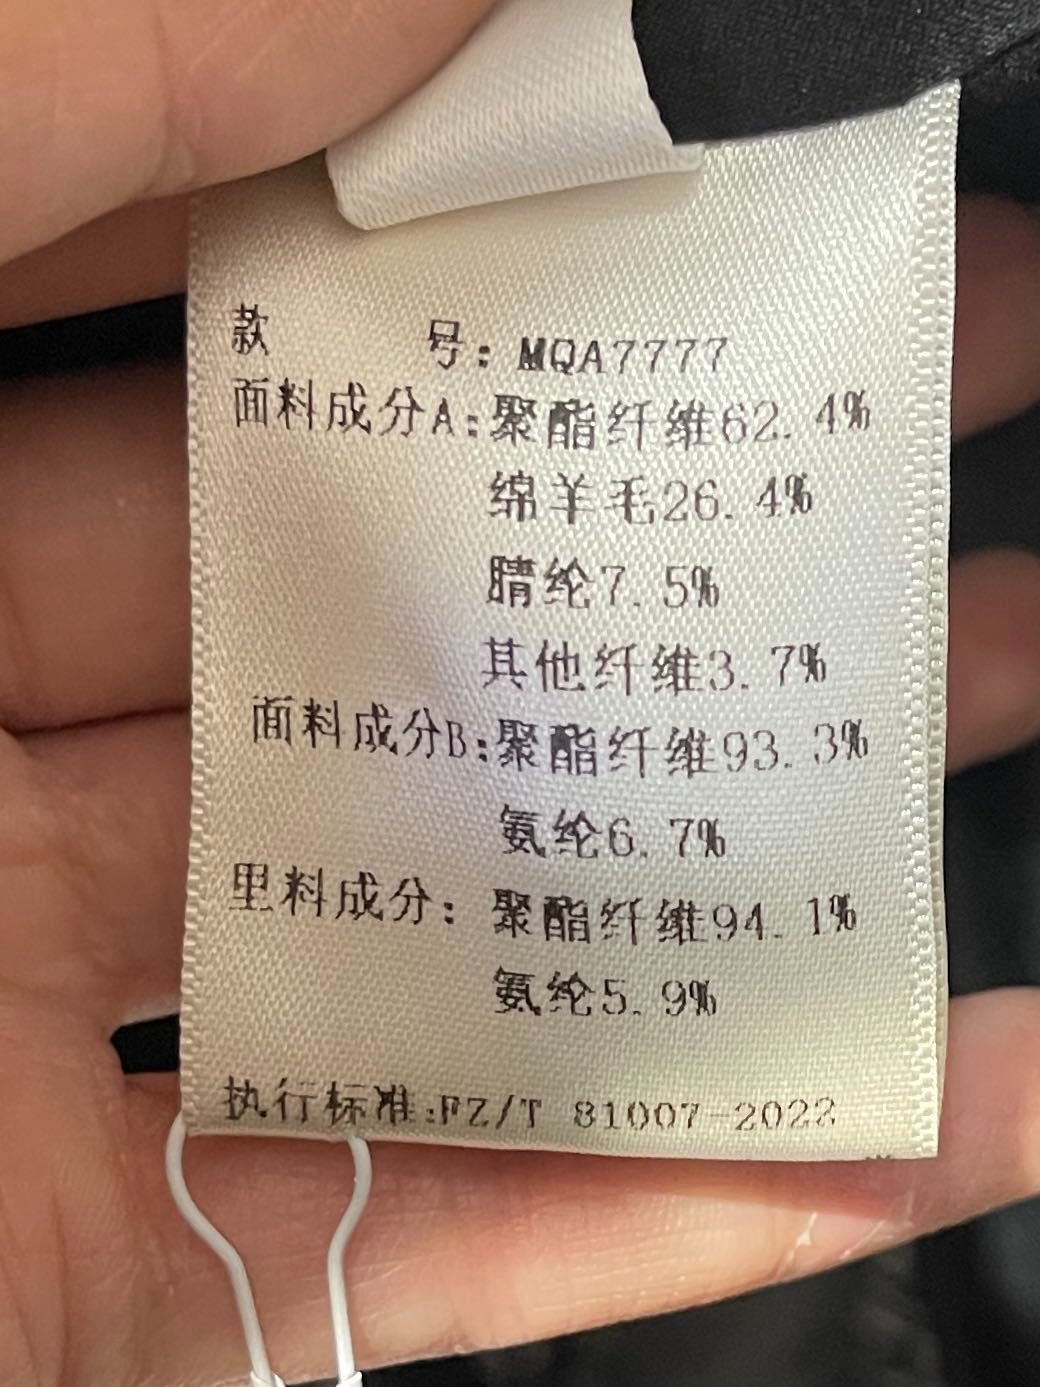 款 号: MQA7777
面料成分A:聚酯纤维62.4%
绵羊毛26.4%
腈纶7.5%
其他纤维3.7%
面料成分B:聚酯纤维93.3%
氨纶6.7%
里料成分: 聚酯纤维94.1%
氨纶5.9%
执行标准:FZ/T 81007-2022